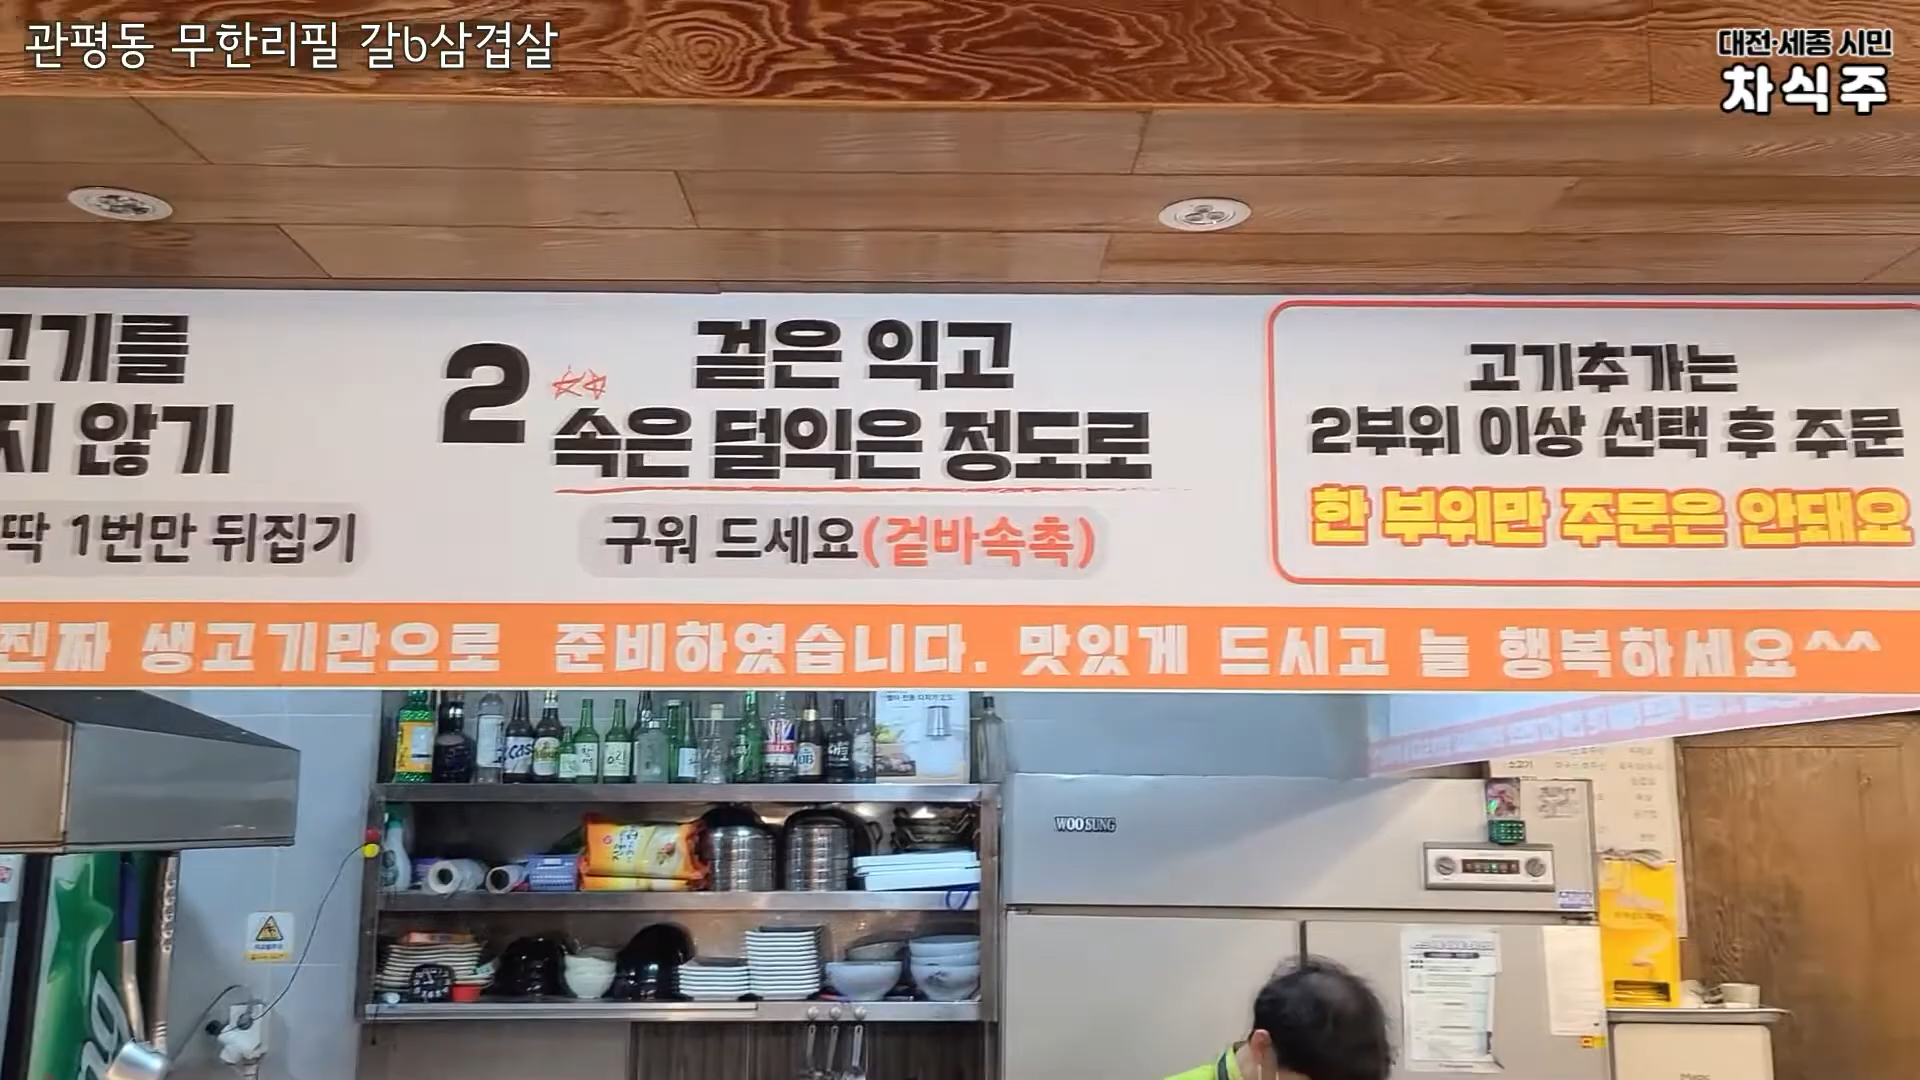 관평동 무한리필 갈b삼겹살
대전·세종 시민
차식주
고기를
지 않기
딱 1번만 뒤집기
2
겉은 익고
속은 덜익은 정도로
구워 드세요(겉바속촉)
고기추가는
2부위 이상 선택 후 주문
한 부위만 주문은 안돼요
진짜 생고기만으로 준비하였습니다. 맛있게 드시고 늘 행복하세요^^
WOOSUNG